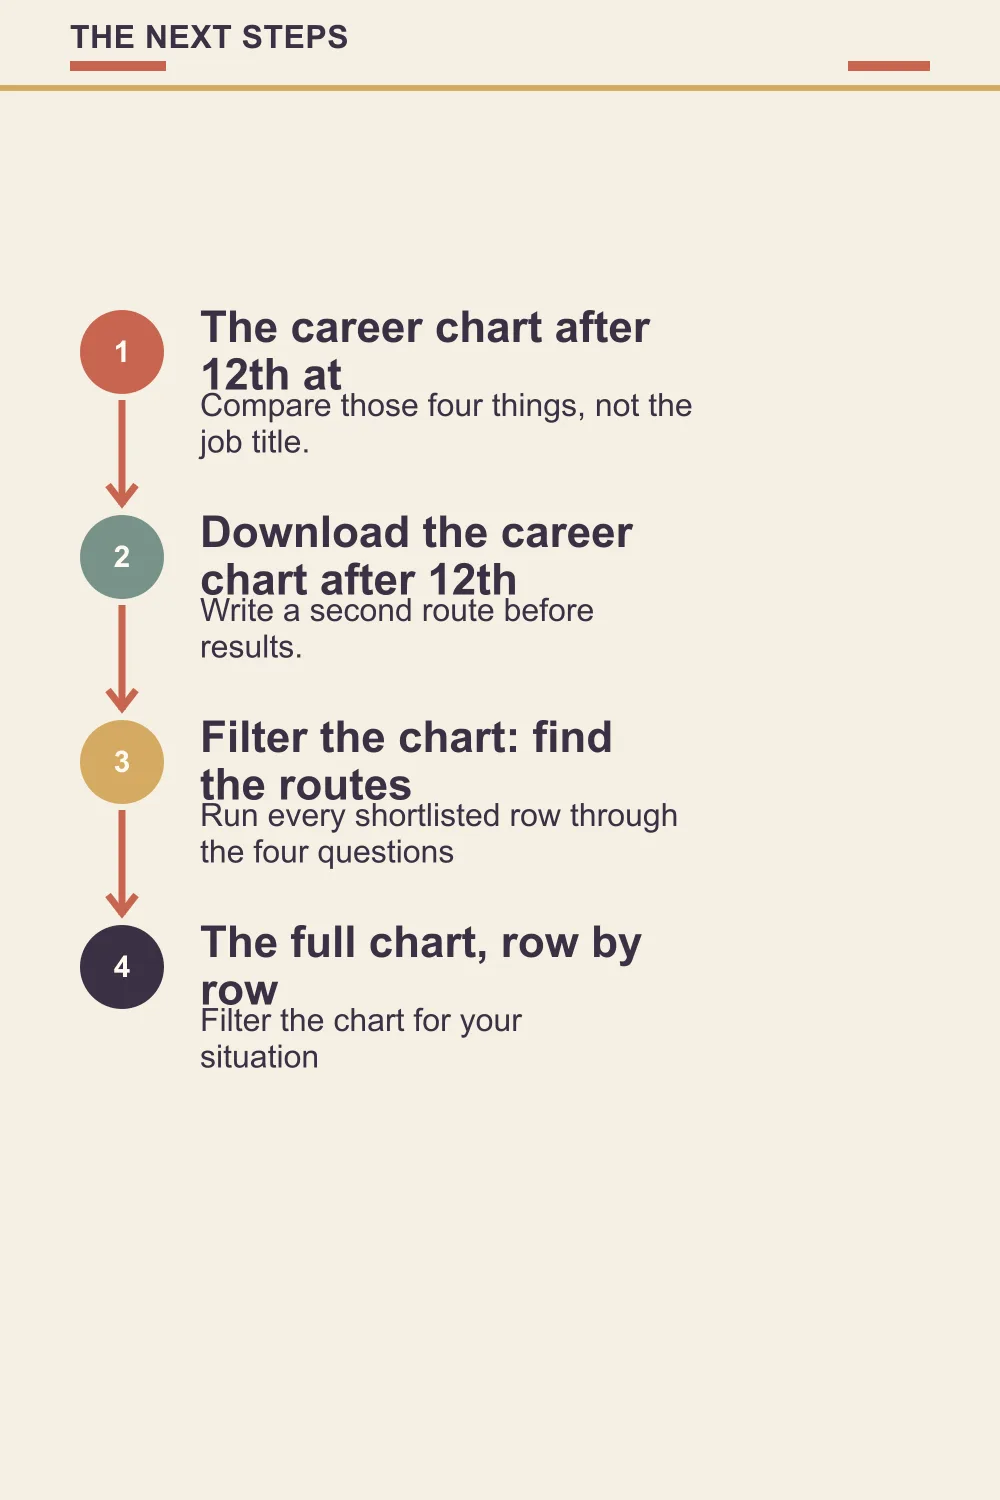 THE NEXT STEPS
1
The career chart after
12th at
Compare those four things, not the
job title.
2
Download the career
chart after 12th
Write a second route before
results.
3
Filter the chart: find
the routes
Run every shortlisted row through
the four questions
4
The full chart, row by
row
Filter the chart for your
situation